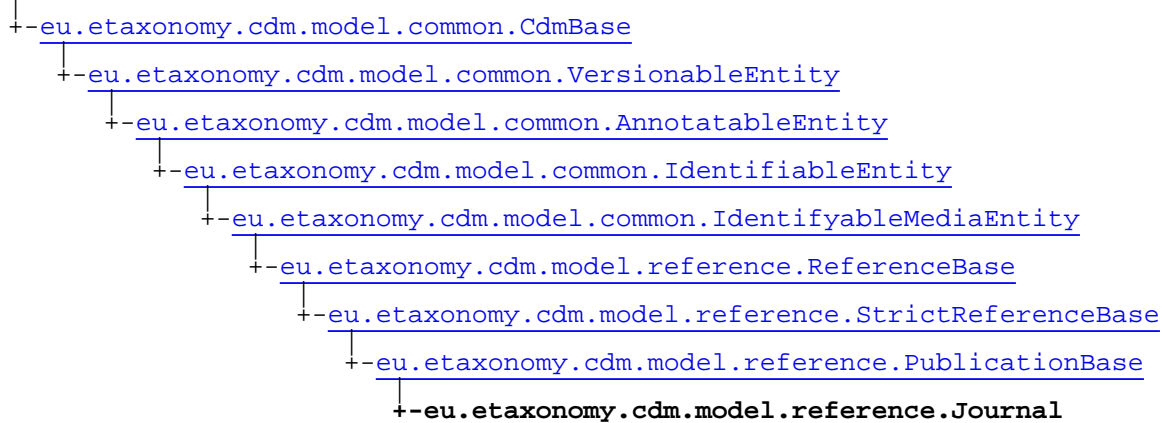 +-eu.etaxonomy.cdm.model.common.CdmBase
+-eu.etaxonomy.cdm.model.common.VersionableEntity
+-eu.etaxonomy.cdm.model.common.AnnotatableEntity
+-eu.etaxonomy.cdm.model.common.IdentifiableEntity
+-eu.etaxonomy.cdm.model.common.IdentifyableMediaEntity
+-eu.etaxonomy.cdm.model.reference.ReferenceBase
+-eu.etaxonomy.cdm.model.reference.StrictReferenceBase
+-eu.etaxonomy.cdm.model.reference.PublicationBase
+-eu.etaxonomy.cdm.model.reference.Journal